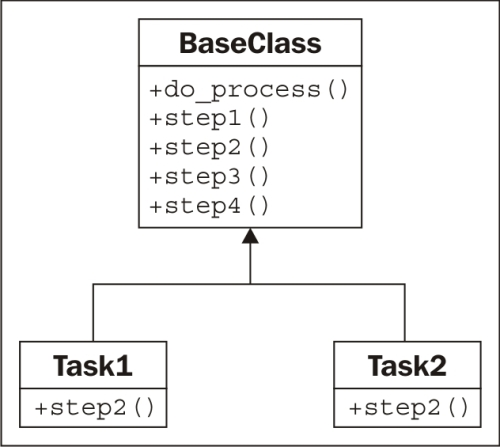 BaseClass
+do_process()
+step1()
+step2()
+step3()
+step4()
Task1
+step2()
Task2
+step2()